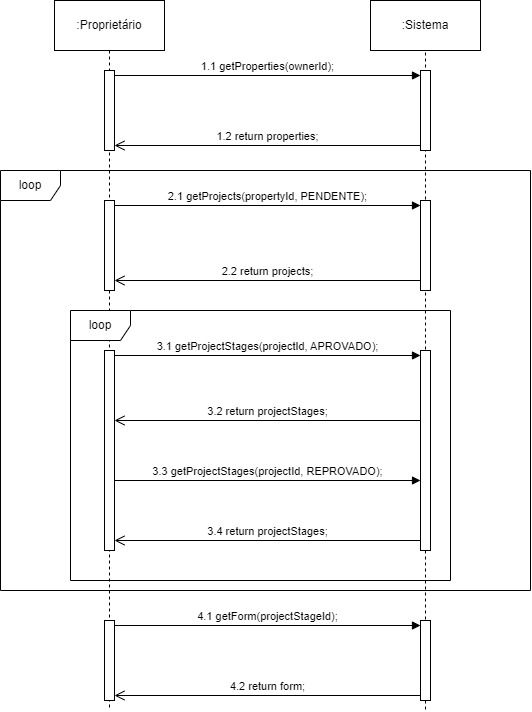 :Proprietário
:Sistema
1.1 getProperties(ownerId);
1.2 return properties;
loop
2.1 getProjects(propertyId, PENDENTE);
2.2 return projects;
loop
3.1 getProjectStages(projectId, APROVADO);
3.2 return projectStages;
3.3 getProjectStages(projectId, REPROVADO);
3.4 return projectStages;
4.1 getForm(projectStageId);
4.2 return form;